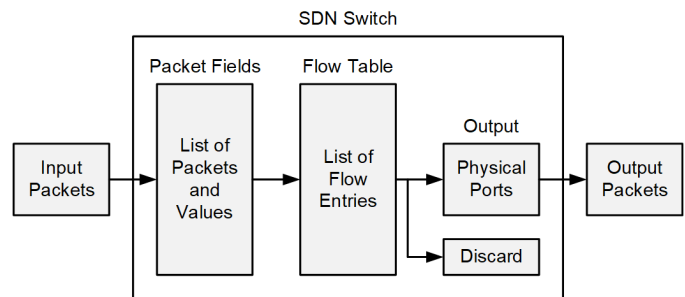 SDN Switch
Packet Fields
Flow Table
Input
Packets
List of
Packets
and
Values
List of
Flow
Entries
Output
Physical
Ports
Discard
Output
Packets